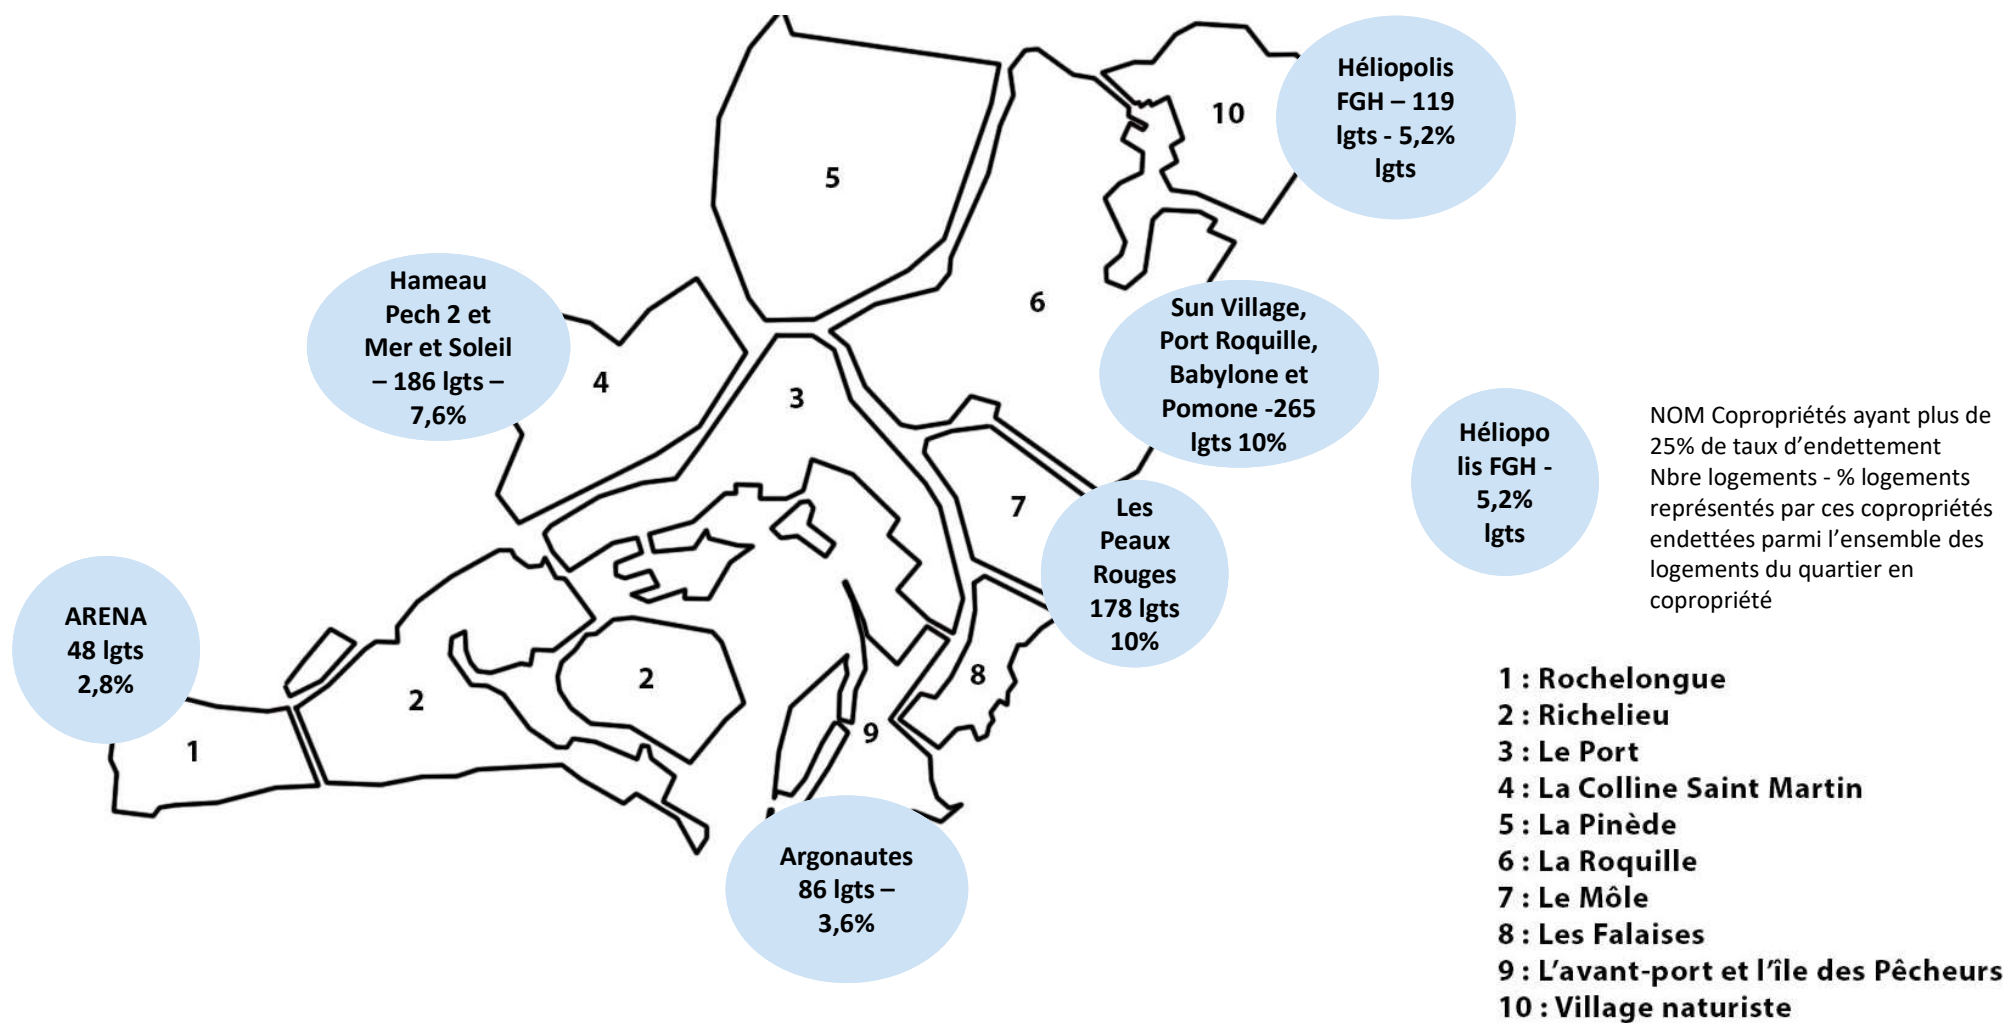 Héliopolis
FGH – 119
lgts - 5,2%
lgts
10
5
Hameau
Pech 2 et
Mer et Soleil
– 186 lgts –
7,6%
4
6
Sun Village,
Port Roquille,
Babylone et
Pomone -265
lgts 10%
3
Héliopo
lis FGH -
5,2%
lgts
NOM Copropriétés ayant plus de
25% de taux d’endettement
Nbre logements - % logements
représentés par ces copropriétés
endettées parmi l’ensemble des
logements du quartier en
copropriété
7
Les
Peaux
Rouges
178 lgts
10%
ARENA
48 lgts
2,8%
1
2
2
8
9
Argonautes
86 lgts –
3,6%
1 : Rochelongue
2 : Richelieu
3 : Le Port
4 : La Colline Saint Martin
5 : La Pinède
6 : La Roquille
7 : Le Môle
8 : Les Falaises
9 : L’avant-port et l’île des Pêcheurs
10 : Village naturiste